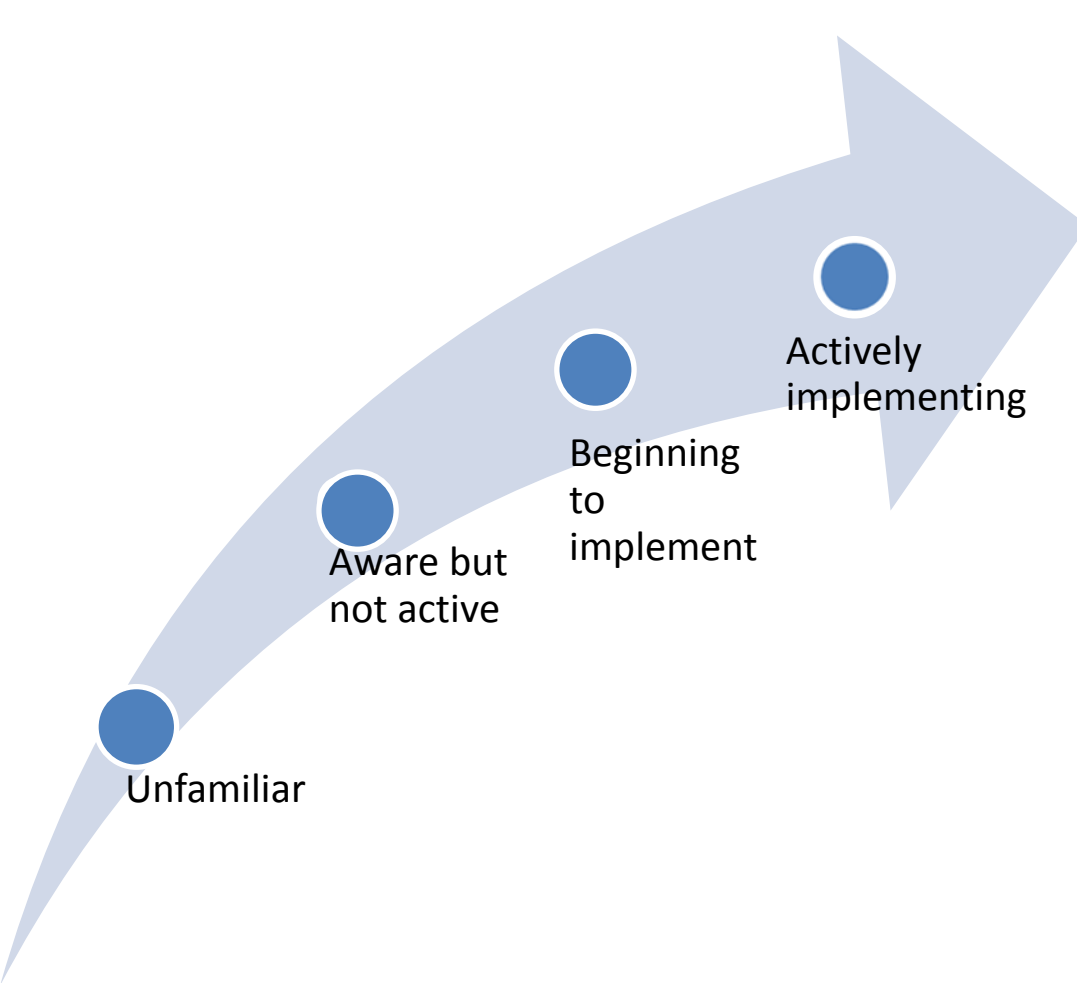 Actively
implementing
Beginning
to
implement
Aware but
not active
Unfamiliar